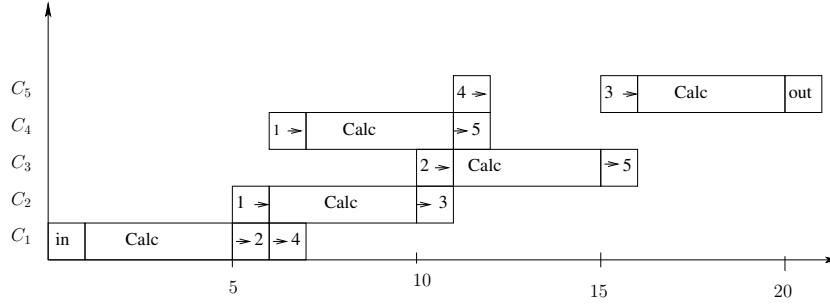 C5 4 → 3 → Calc out
C4 1 → Calc → 5
C3 2 → Calc → 5
C2 1 → Calc → 3
C1 in Calc → 2 → 4
5 10 15 20